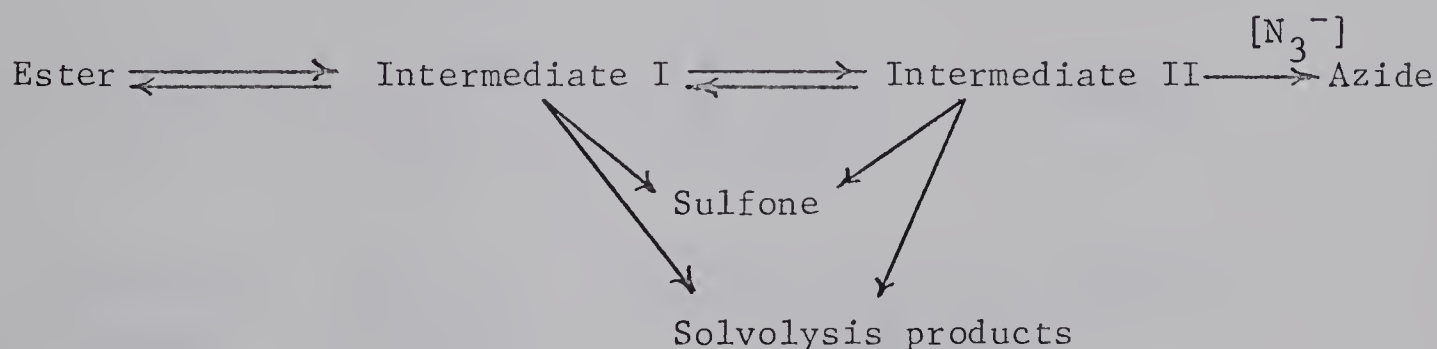 [N₃⁻]
Ester Intermediate I Intermediate II Azide
Sulfone
Solvolysis products